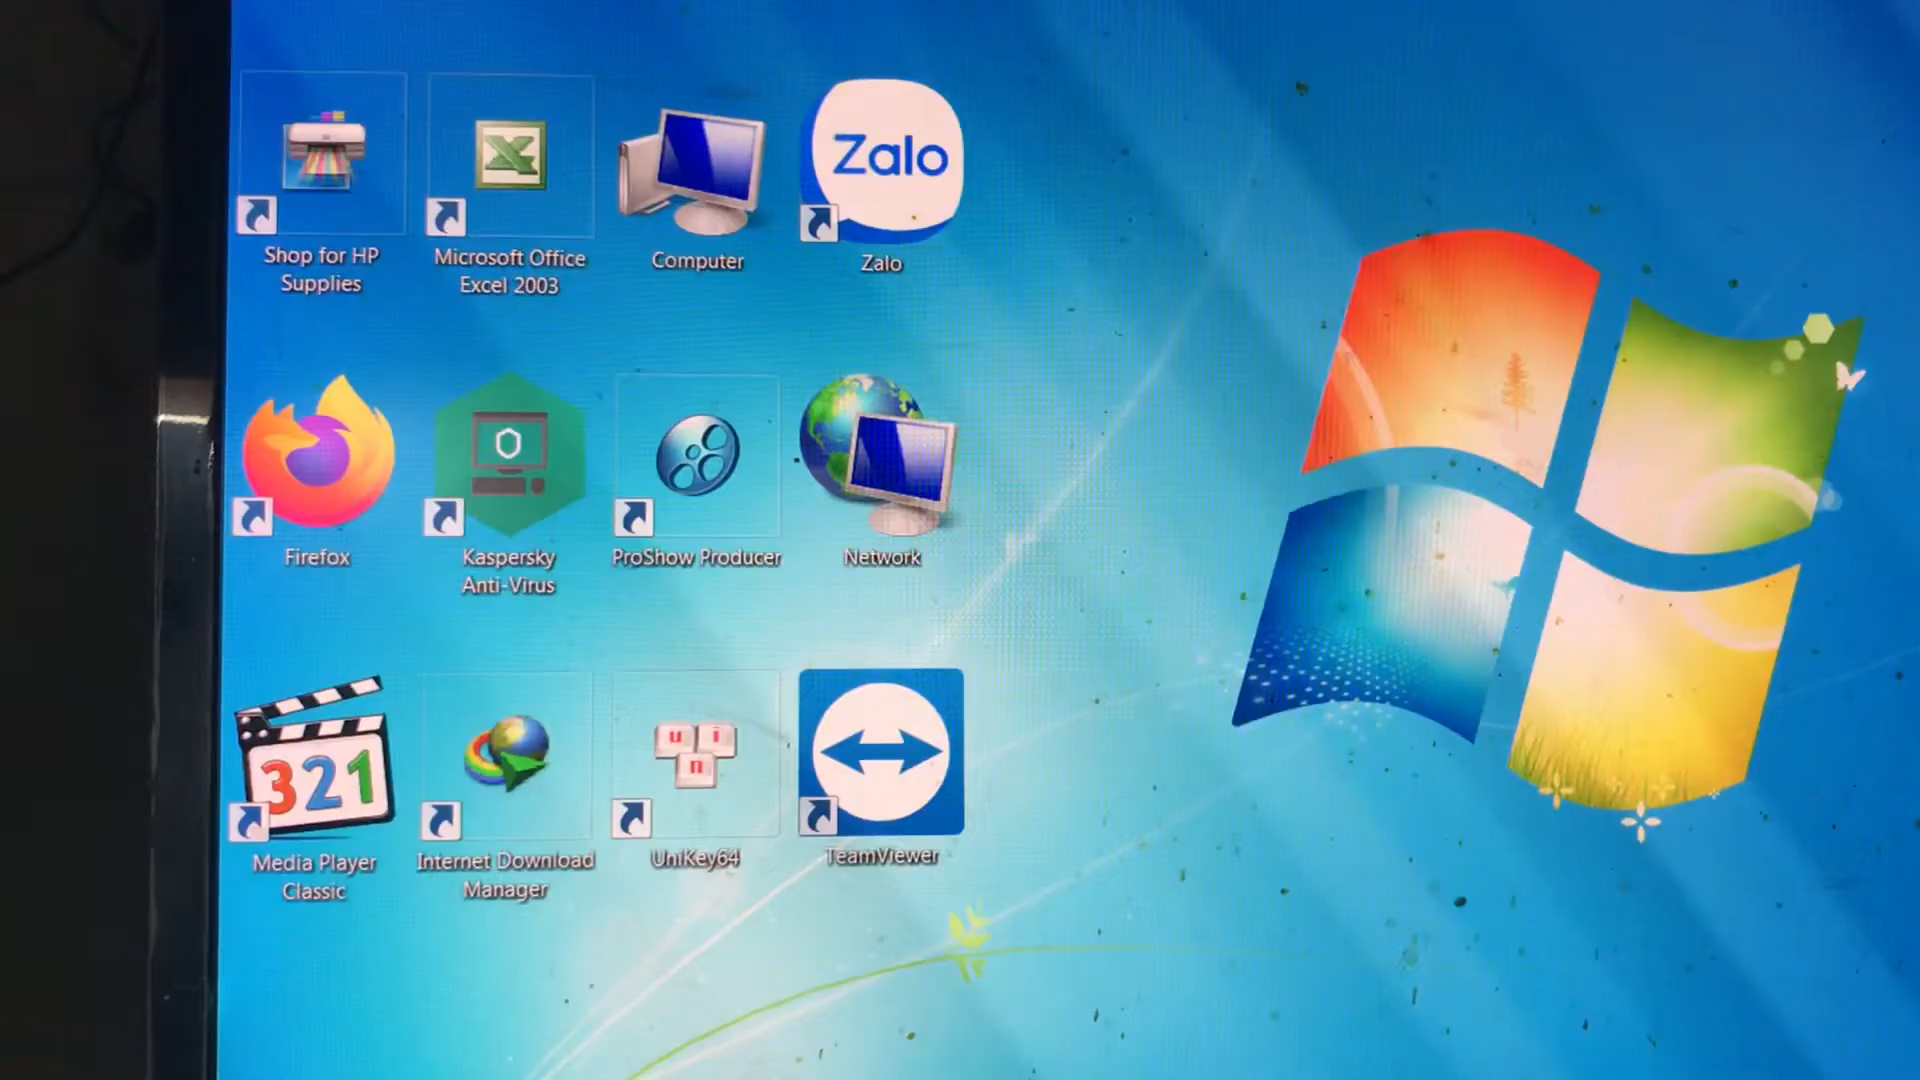 Zalo
Shop for HP
Supplies
Microsoft Office
Excel 2003
Computer
Zalo
Firefox
Kaspersky
Anti-Virus
ProShow Producer
Network
321
u i
n
Media Player
Classic
Internet Download
Manager
UniKey64
TeamViewer